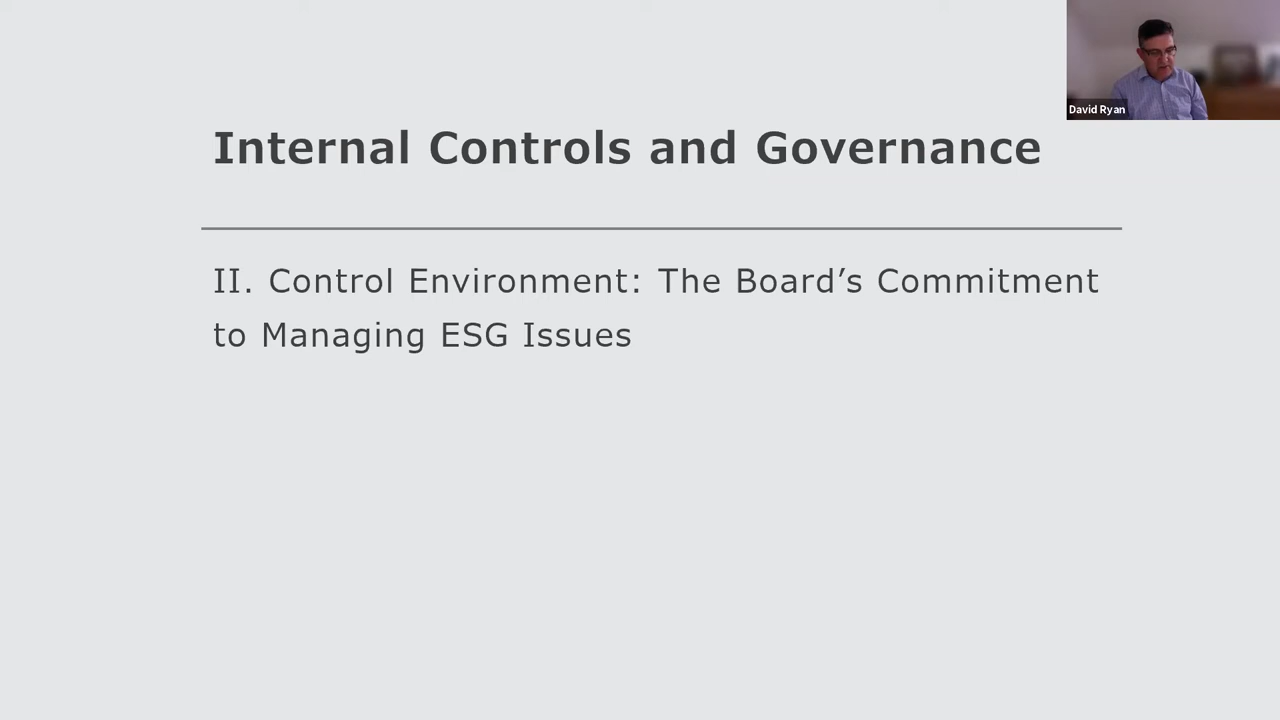 David Ryan
Internal Controls and Governance
II. Control Environment: The Board’s Commitment
to Managing ESG Issues